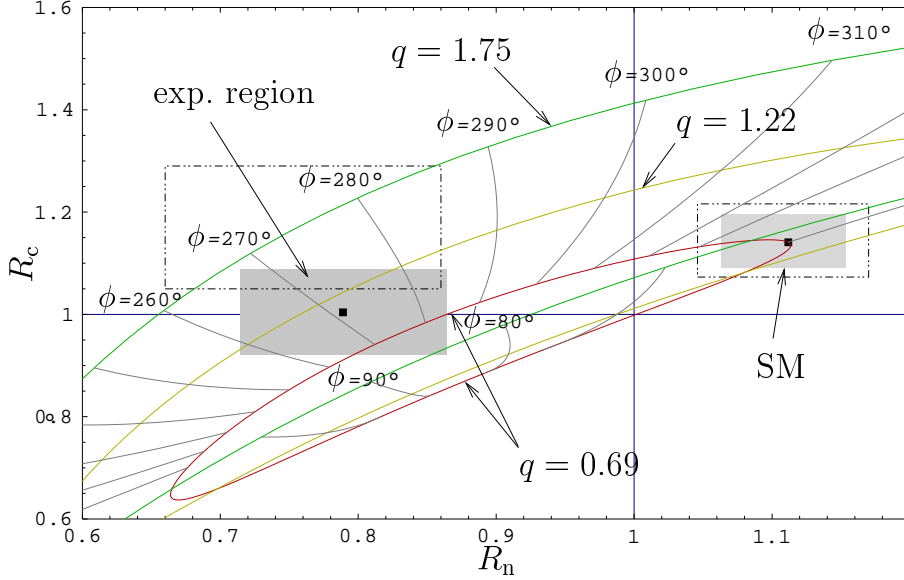 1.6
ϕ=310°
q = 1.75
ϕ=300°
exp. region
1.4
ϕ=290°
q = 1.22
ϕ=280°
1.2
ϕ=270°
R_c
ϕ=260°
1
ϕ=80°
ϕ=90°
SM
0.8
q = 0.69
0.6
0.6
0.7
0.8
0.9
1
1.1
R_n